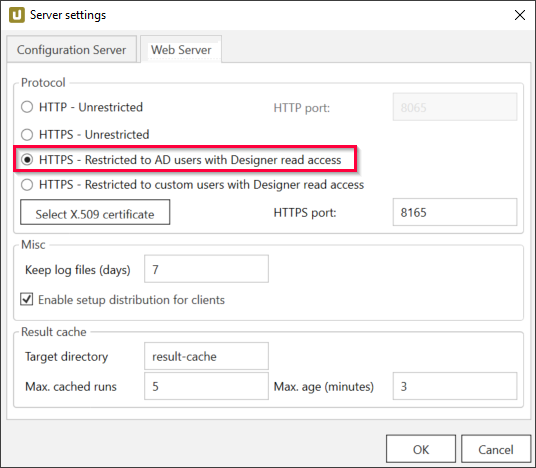 Server settings
Configuration Server
Web Server
Protocol
HTTP - Unrestricted
HTTP port:
8065
HTTPS - Unrestricted
HTTPS - Restricted to AD users with Designer read access
HTTPS - Restricted to custom users with Designer read access
Select X.509 certificate
HTTPS port:
8165
Misc
Keep log files (days)
7
Enable setup distribution for clients
Result cache
Target directory
result-cache
Max. cached runs
5
Max. age (minutes)
3
OK
Cancel